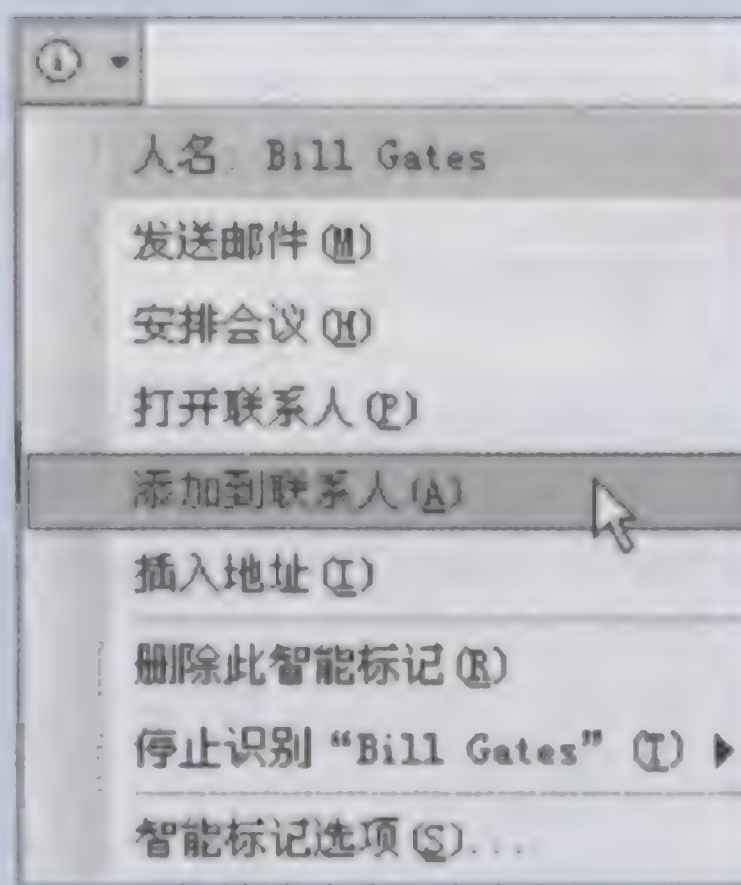 人名: Bill Gates
发送邮件(M)
安排会议(H)
打开联系人(P)
添加到联系人(A)
插入地址(I)
删除此智能标记(R)
停止识别“Bill Gates”(T)
智能标记选项(S)...